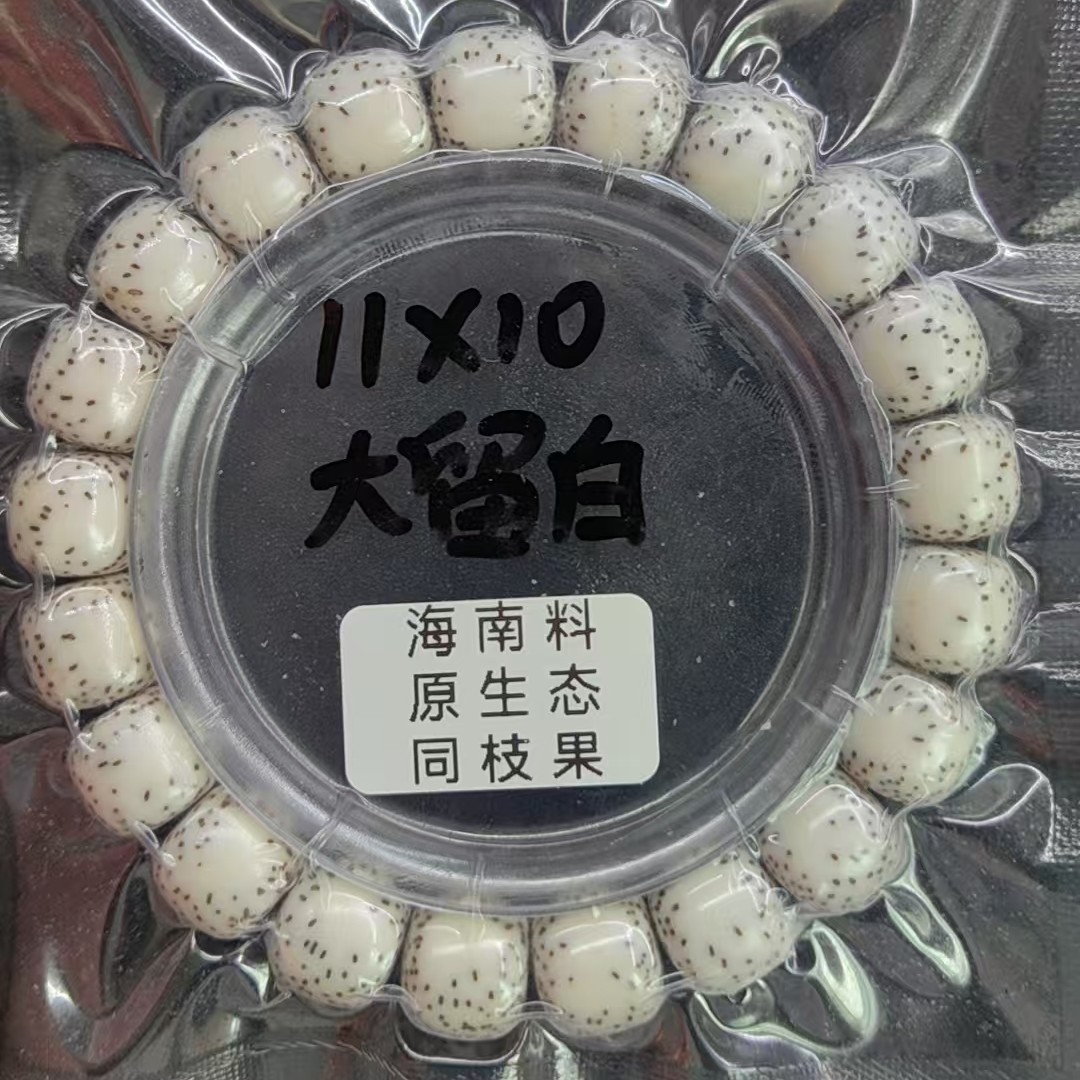 11X10
大留白
海南料
原生态
同枝果